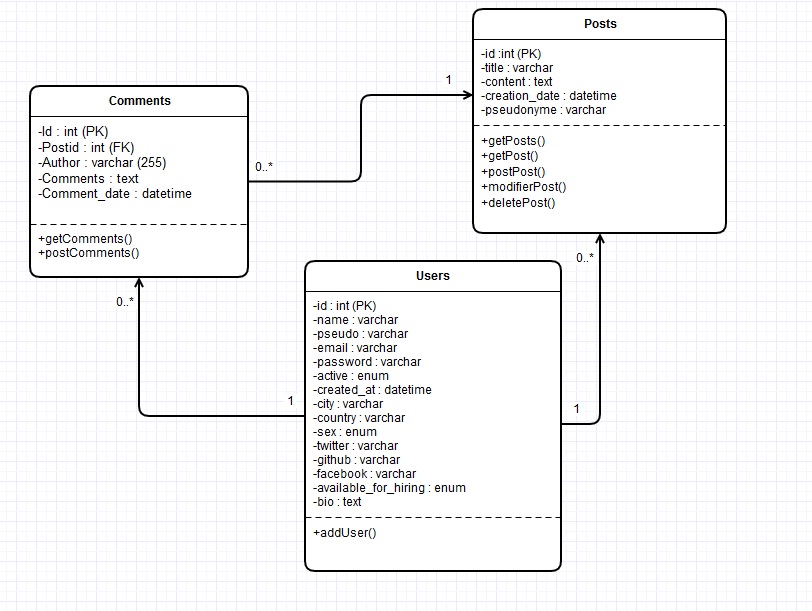 Posts
-id :int (PK)
-title : varchar
-content : text
-creation_date : datetime
-pseudonyme : varchar
+getPosts()
+getPost()
+postPost()
+modifierPost()
+deletePost()
1
Comments
-Id : int (PK)
-Postid : int (FK)
-Author : varchar (255)
-Comments : text
-Comment_date : datetime
+getComments()
+postComments()
0..*
0..*
0..*
Users
-id : int (PK)
-name : varchar
-pseudo : varchar
-email : varchar
-password : varchar
-active : enum
-created_at : datetime
-city : varchar
-country : varchar
-sex : enum
-twitter : varchar
-github : varchar
-facebook : varchar
-available_for_hiring : enum
-bio : text
+addUser()
1
1